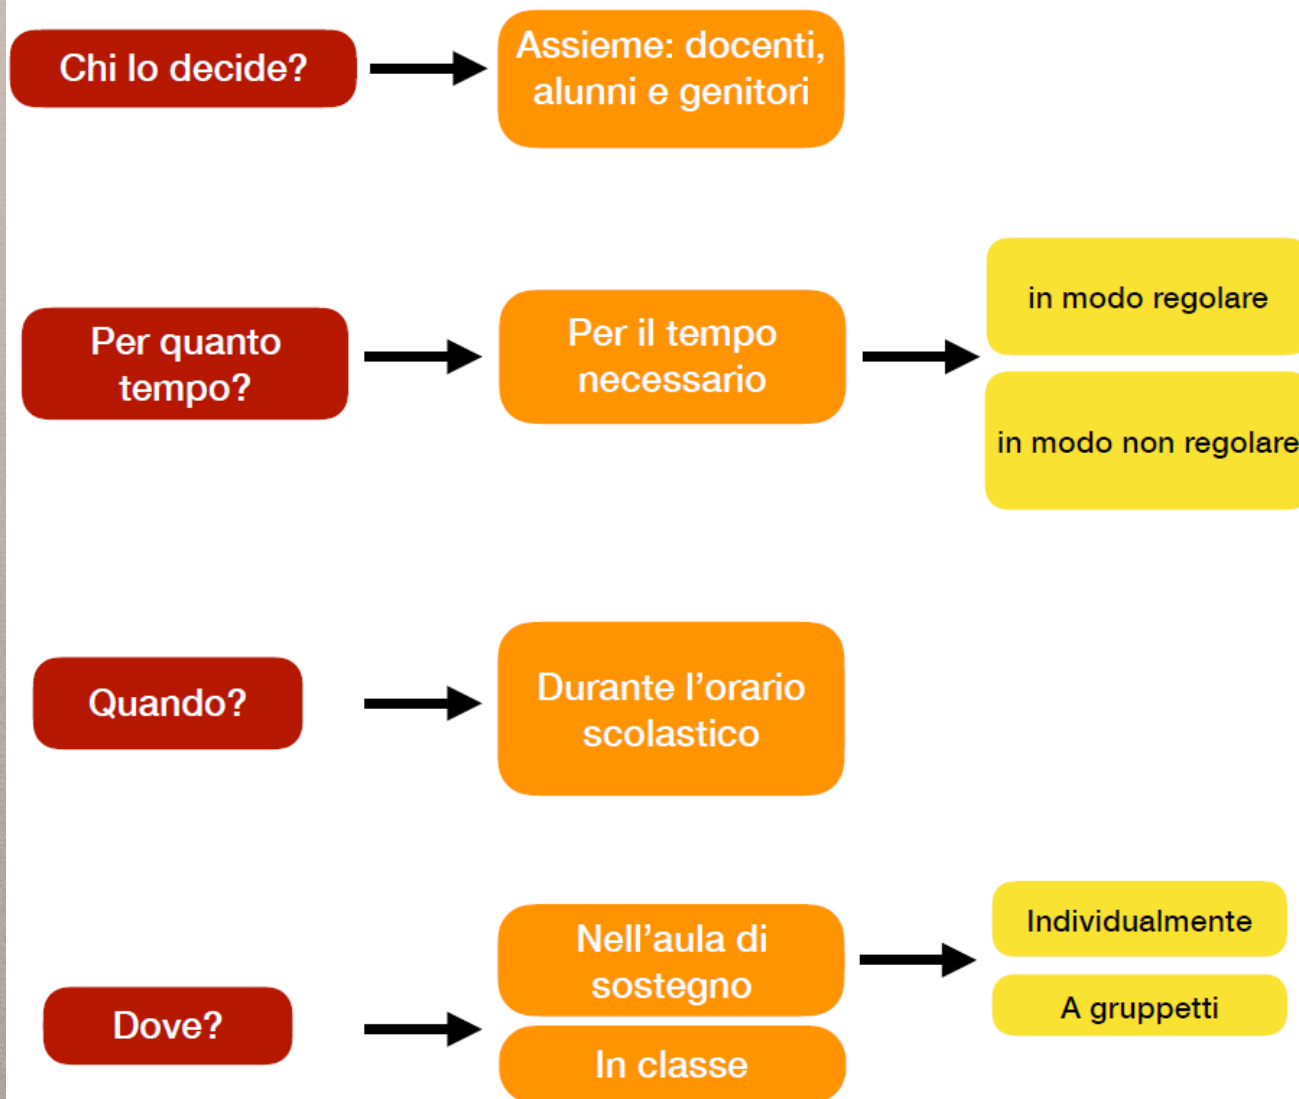 Chi lo decide?
Assieme: docenti,
alunni e genitori
Per quanto
tempo?
Per il tempo
necessario
in modo regolare
in modo non regolare
Quando?
Durante l’orario
scolastico
Dove?
Nell’aula di
sostegno
In classe
Individualmente
A gruppetti